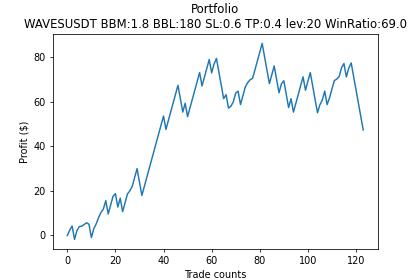 Portfolio
WAVESUSDT BBM:1.8 BBL:180 SL:0.6 TP:0.4 lev:20 WinRatio:69.0
80
60
40
20
0
Profit ($)
0 20 40 60 80 100 120
Trade counts